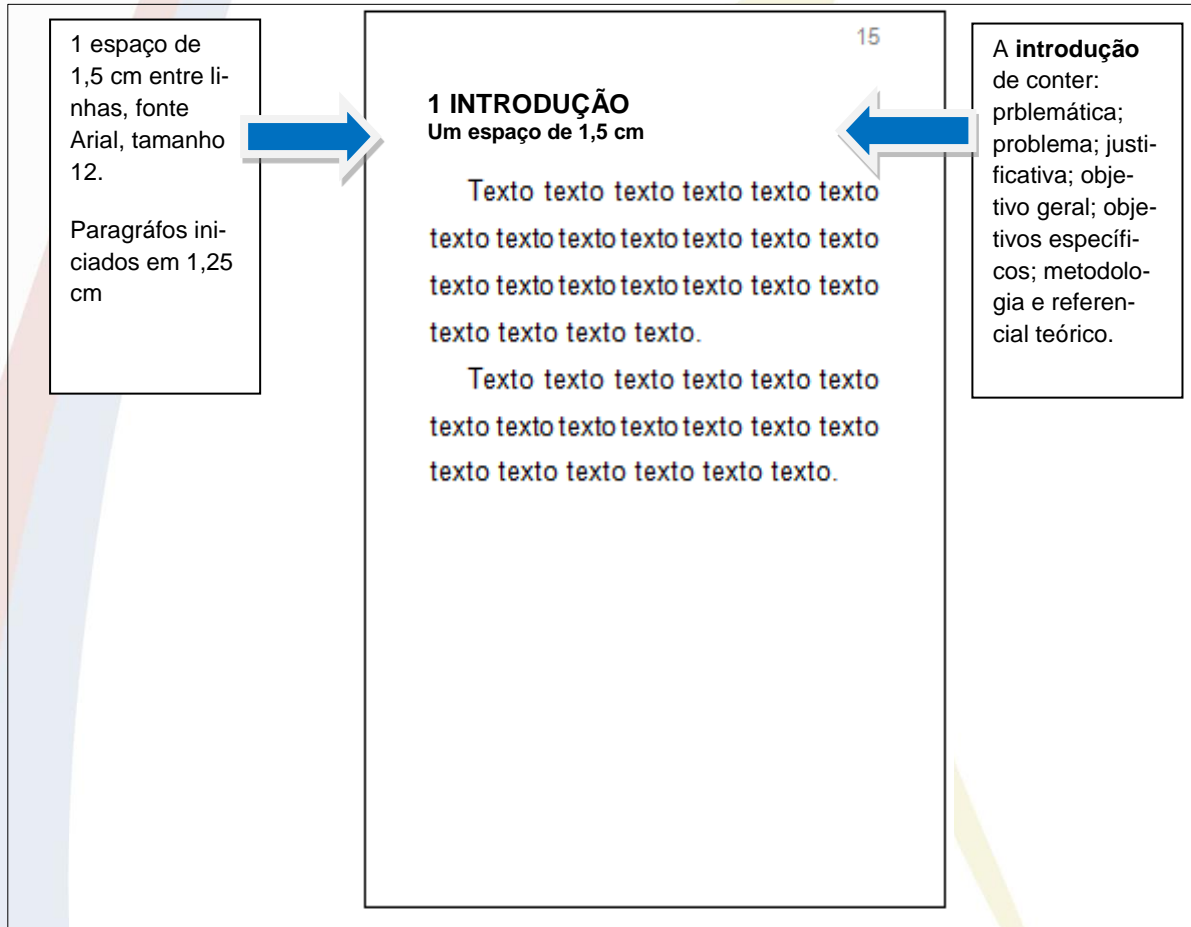 1 espaço de
1,5 cm entre li-
nhas, fonte
Arial, tamanho
12.
Paragráfos ini-
ciados em 1,25
cm
15
1 INTRODUÇÃO
Um espaço de 1,5 cm
Texto texto texto texto texto texto
texto texto texto texto texto texto texto
texto texto texto texto texto texto texto
texto texto texto texto.
Texto texto texto texto texto texto
texto texto texto texto texto texto texto
texto texto texto texto texto texto.
A introdução
de conter:
prblemática;
problema; justi-
ficativa; obje-
tivo geral; obje-
tivos específi-
cos; metodolo-
gia e referen-
cial teórico.